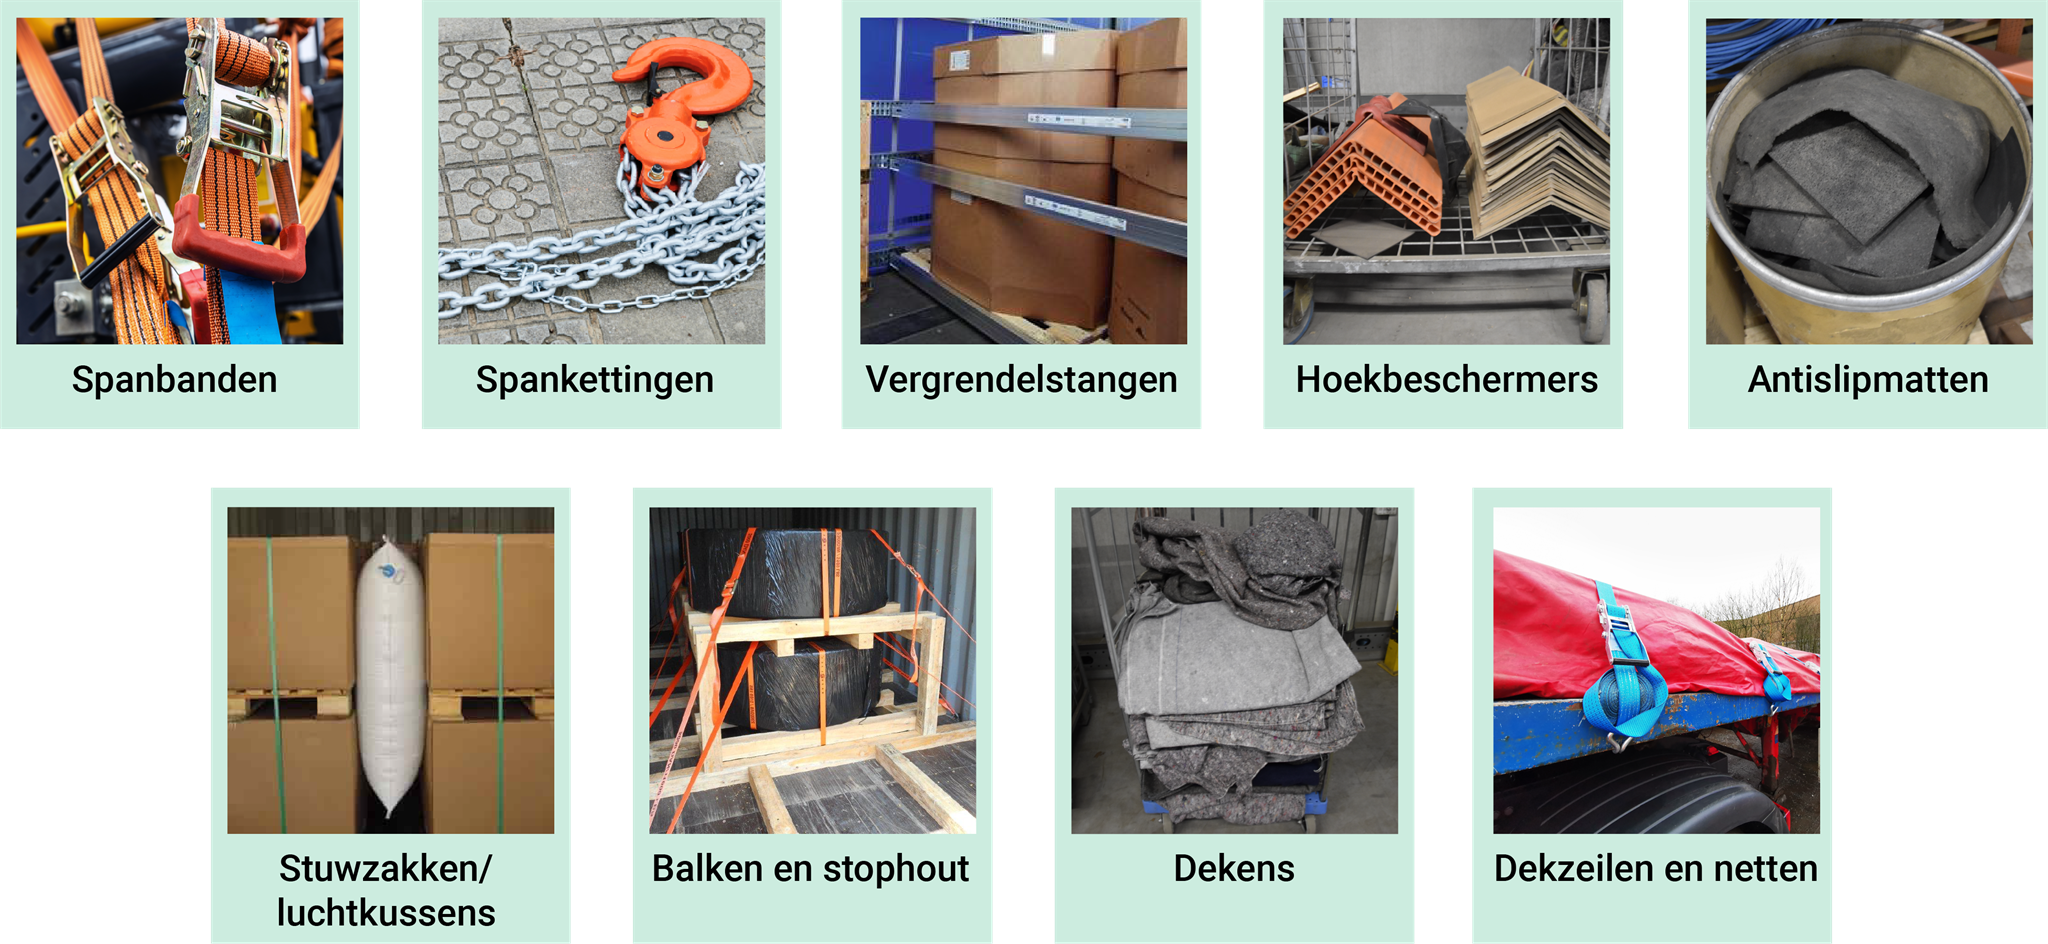 Spanbanden
Spankettingen
Vergrendelstangen
Hoekbeschermers
Antislipmatten
Stuwzakken/
luchtkussens
Balken en stophout
Dekens
Dekzeilen en netten